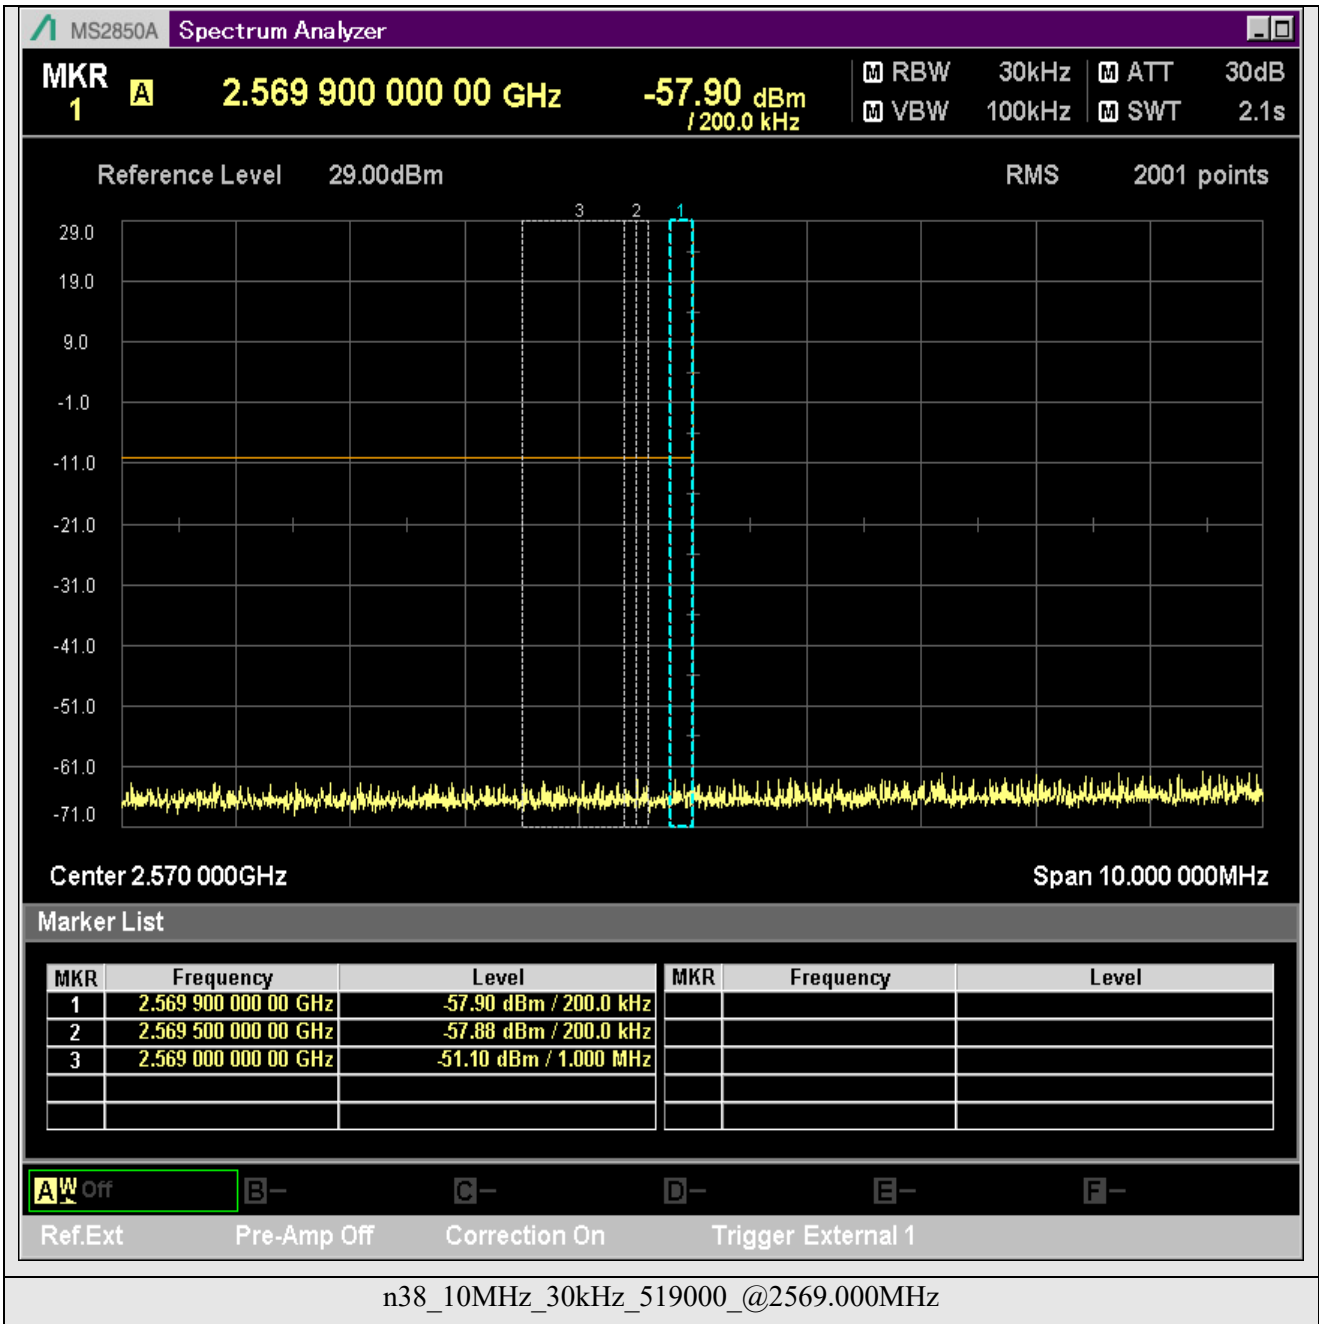 MS2850A Spectrum Analyzer
MKR 1 A 2.569 900 000 00 GHz -57.90 dBm / 200.0 kHz
M RBW 30kHz M ATT 30dB
M VBW 100kHz M SWT 2.1s
Reference Level 29.00dBm RMS 2001 points
3 2 1
29.0
19.0
9.0
-1.0
-11.0
-21.0
-31.0
-41.0
-51.0
-61.0
-71.0
Center 2.570 000GHz Span 10.000 000MHz
Marker List
MKR Frequency Level MKR Frequency Level
1 2.569 900 000 00 GHz -57.90 dBm / 200.0 kHz
2 2.569 500 000 00 GHz -57.88 dBm / 200.0 kHz
3 2.569 000 000 00 GHz -51.10 dBm / 1.000 MHz
A W Off B - C - D - E - F -
Ref.Ext Pre-Amp Off Correction On Trigger External 1
n38_10MHz_30kHz_519000_@2569.000MHz